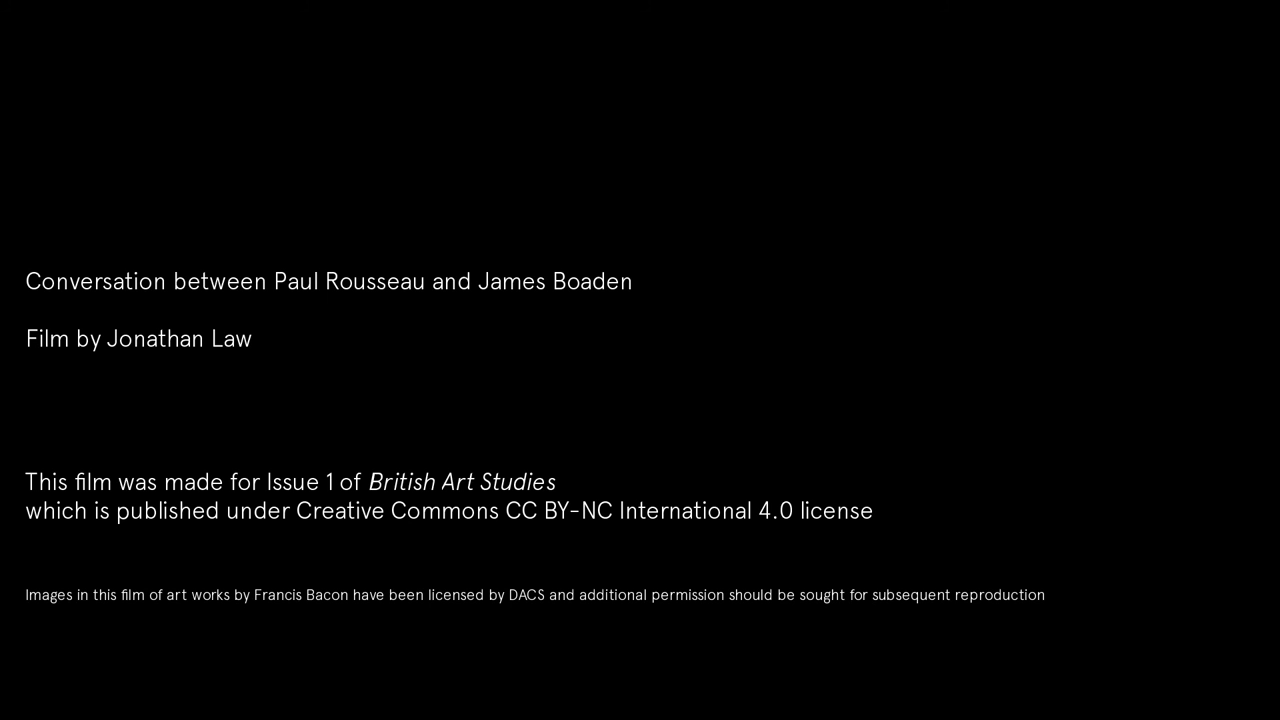 Conversation between Paul Rousseau and James Boaden
Film by Jonathan Law
This film was made for Issue 1 of British Art Studies
which is published under Creative Commons CC BY-NC International 4.0 license
Images in this film of art works by Francis Bacon have been licensed by DACS and additional permission should be sought for subsequent reproduction